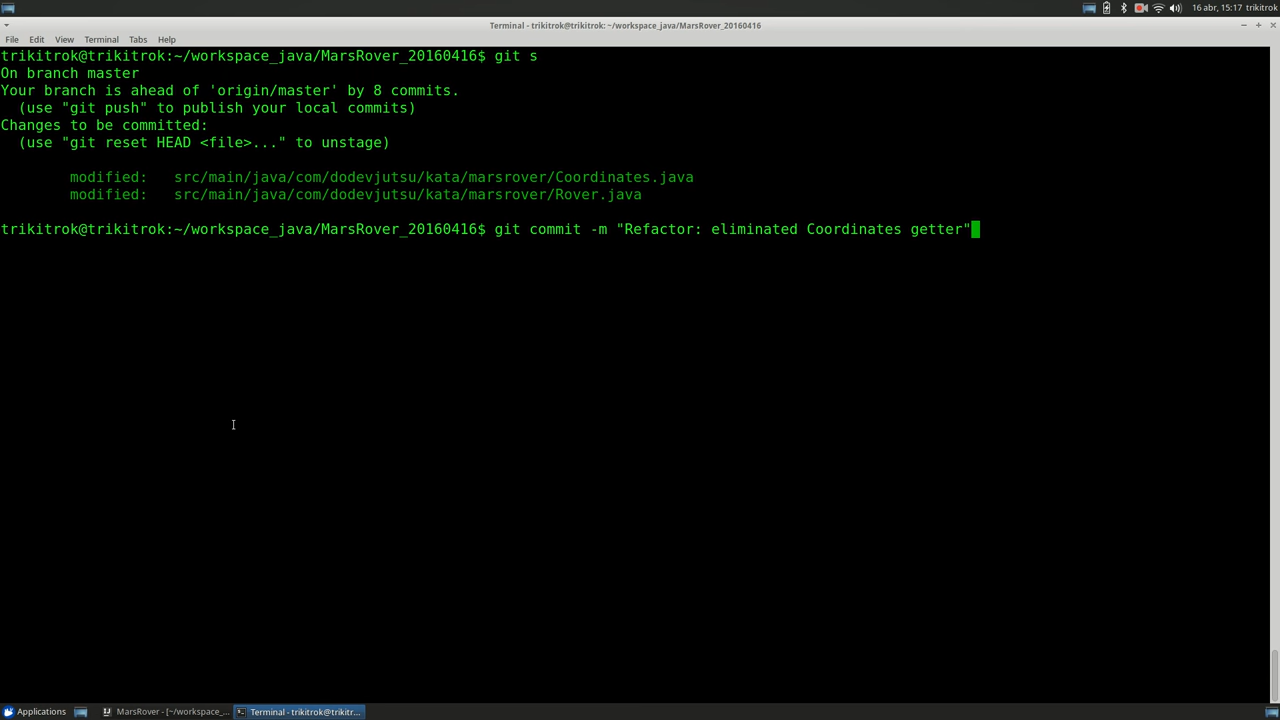 Terminal - trikitrok@trikitrok: ~/workspace_java/MarsRover_20160416
16 abr, 15:17 trikitrok
File Edit View Terminal Tabs Help
trikitrok@trikitrok:~/workspace_java/MarsRover_20160416$ git s
On branch master
Your branch is ahead of 'origin/master' by 8 commits.
(use "git push" to publish your local commits)
Changes to be committed:
(use "git reset HEAD <file>..." to unstage)
modified: src/main/java/com/dodevjutsu/kata/marsrover/Coordinates.java
modified: src/main/java/com/dodevjutsu/kata/marsrover/Rover.java
trikitrok@trikitrok:~/workspace_java/MarsRover_20160416$ git commit -m "Refactor: eliminated Coordinates getter"
Applications MarsRover - [~/workspace_... Terminal - trikitrok@trikitr...